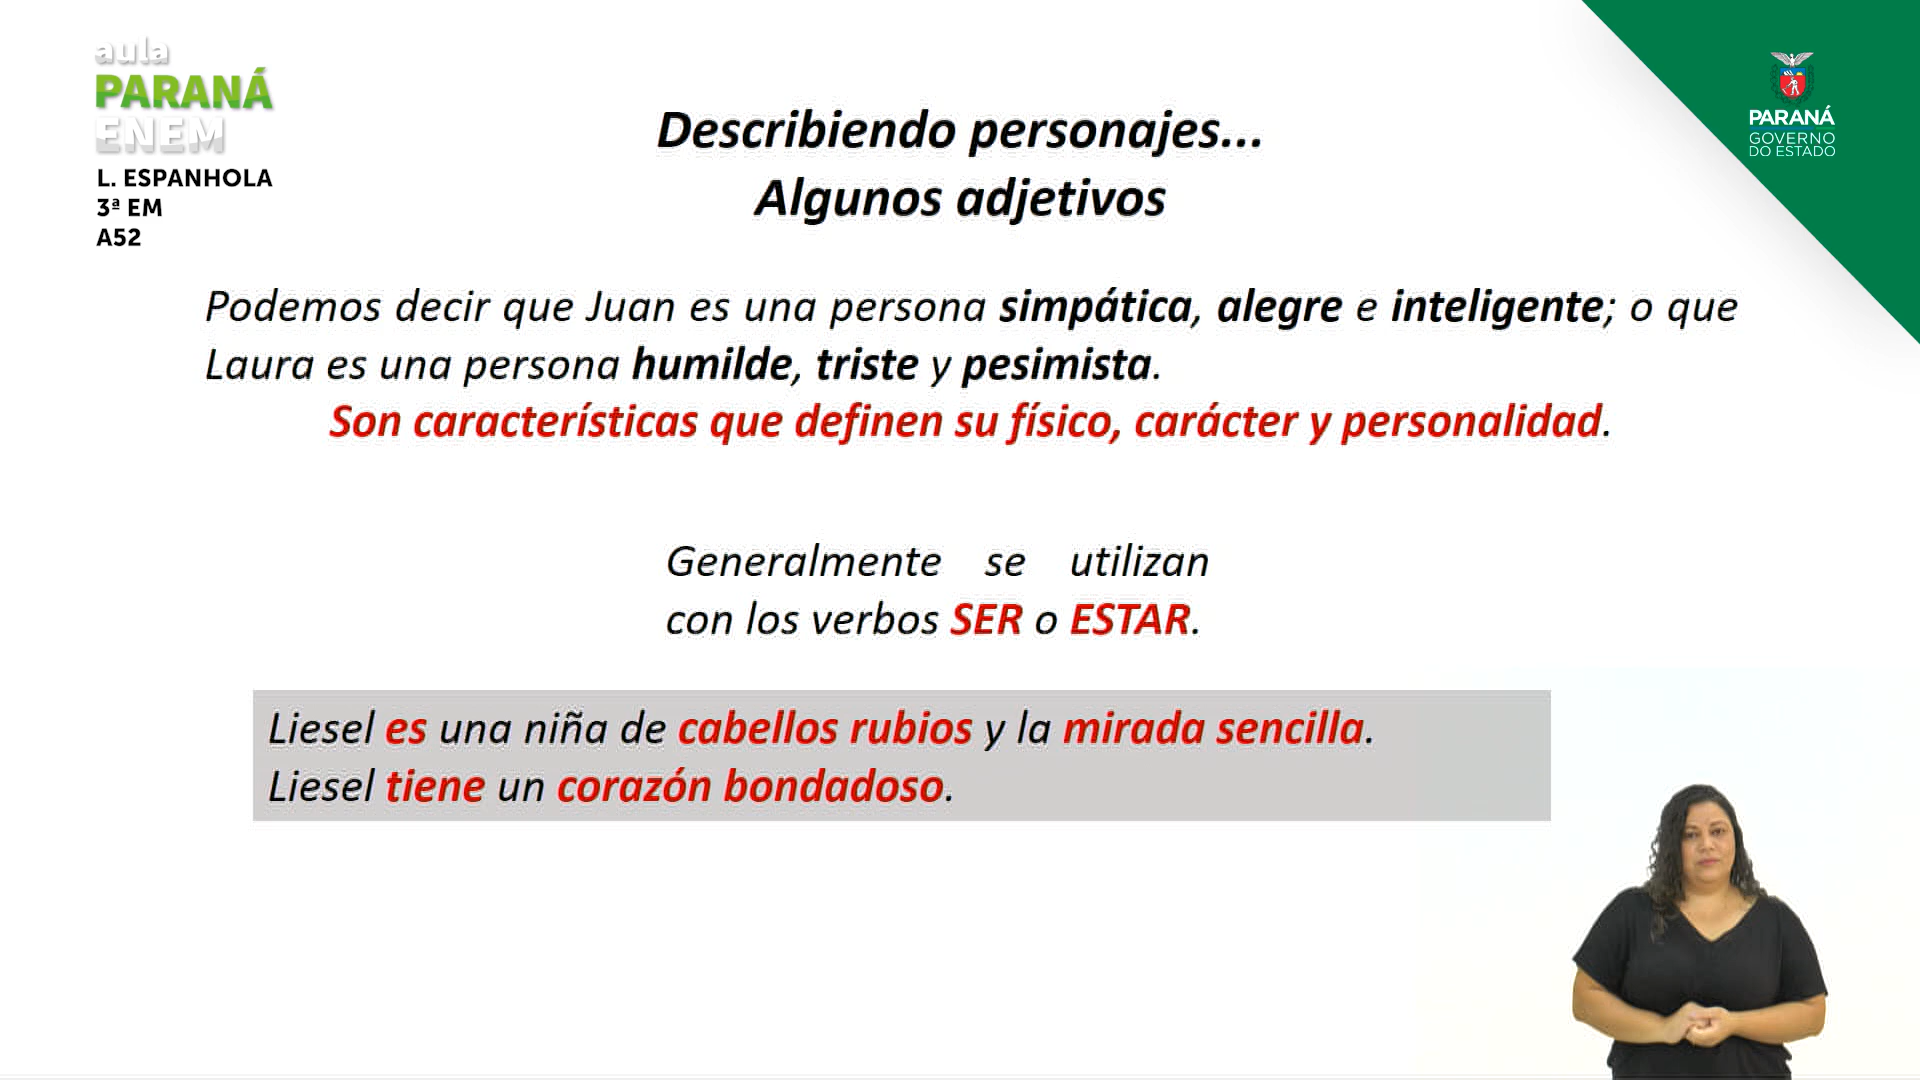 aula
PARANÁ
ENEM
L. ESPANHOLA
3ª EM
A52
PARANÁ
GOVERNO
DO ESTADO
Describiendo personajes...
Algunos adjetivos
Podemos decir que Juan es una persona simpática, alegre e inteligente; o que
Laura es una persona humilde, triste y pesimista.
Son características que definen su físico, carácter y personalidad.
Generalmente se utilizan
con los verbos SER o ESTAR.
Liesel es una niña de cabellos rubios y la mirada sencilla.
Liesel tiene un corazón bondadoso.